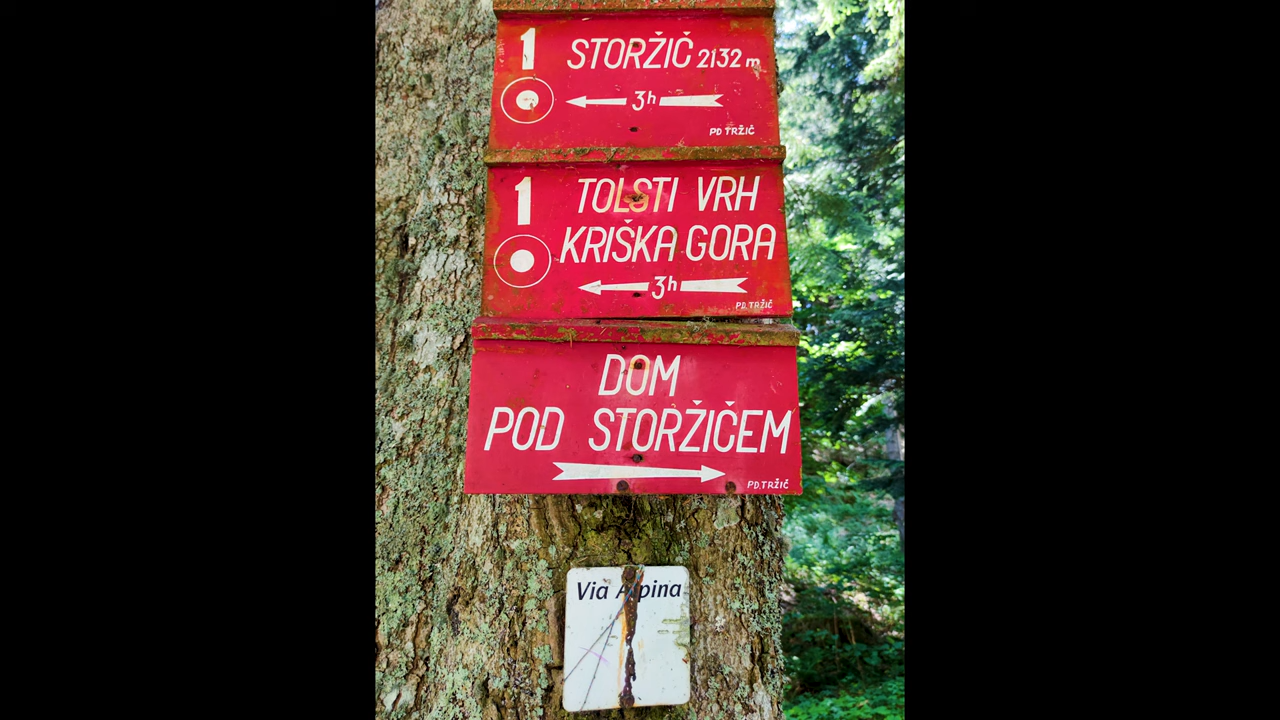 1 STORŽIČ 2132 m
3h
PD TRŽIČ
1 TOLSTI VRH
KRIŠKA GORA
3h
PD TRŽIČ
DOM
POD STORŽIČEM
PD TRŽIČ
Via Alpina